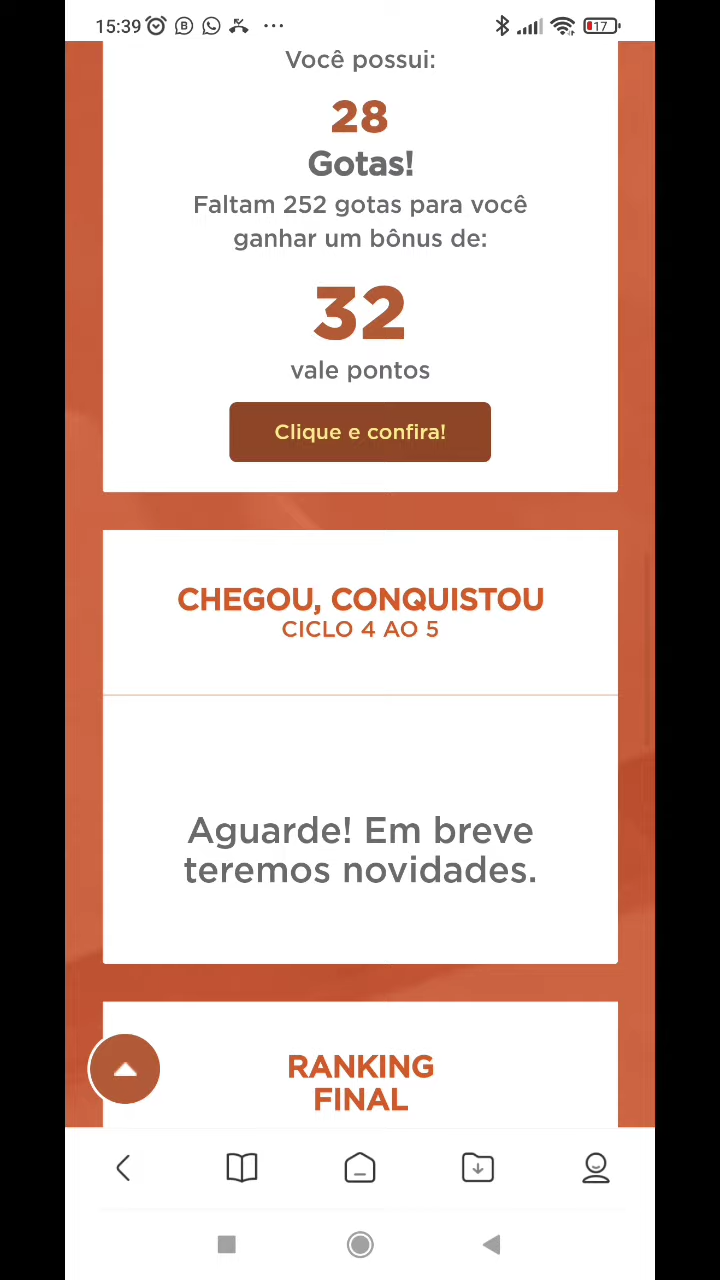 15:39
17
Você possui:
28
Gotas!
Faltam 252 gotas para você
ganhar um bônus de:
32
vale pontos
Clique e confira!
CHEGOU, CONQUISTOU
CICLO 4 AO 5
Aguarde! Em breve
teremos novidades.
RANKING
FINAL